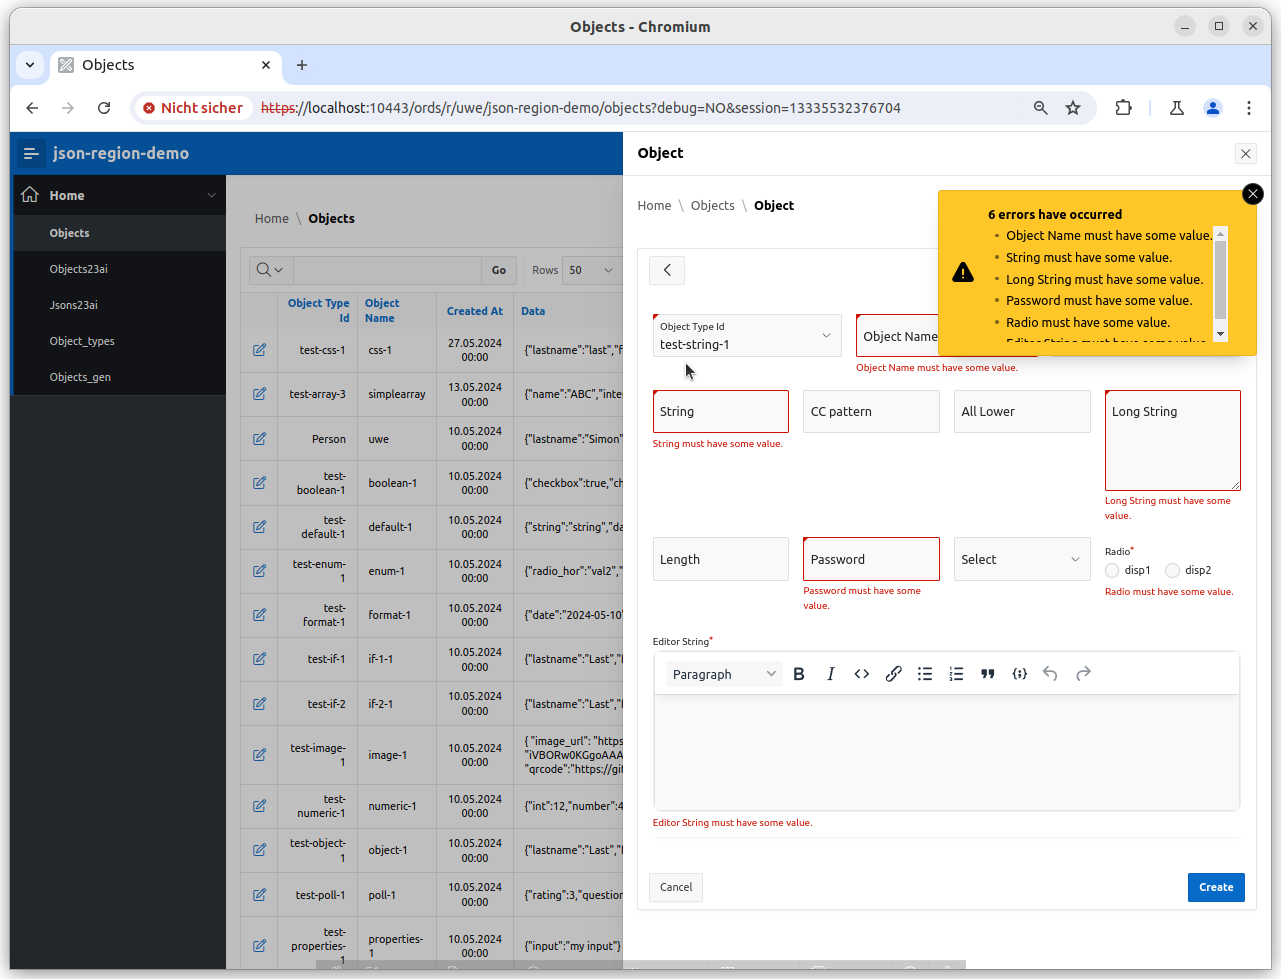 Objects - Chromium
Objects
Nicht sicher https://localhost:10443/ords/r/uwe/json-region-demo/objects?debug=NO&session=13335532376704
json-region-demo
Home
Objects
Objects23ai
Jsons23ai
Object_types
Objects_gen
Home \ Objects
Go Rows 50
Object Type Id Object Name Created At Data
test-css-1 css-1 27.05.2024 00:00 {"lastname":"last","f
test-array-3 simplearray 13.05.2024 00:00 {"name":"ABC","inte
Person uwe 10.05.2024 00:00 {"lastname":"Simon"
test-boolean-1 boolean-1 10.05.2024 00:00 {"checkbox":true,"ch
test-default-1 default-1 10.05.2024 00:00 {"string":"string","da
test-enum-1 enum-1 10.05.2024 00:00 {"radio_hor":"val2","
test-format-1 format-1 10.05.2024 00:00 {"date":"2024-05-10"
test-if-1 if-1-1 10.05.2024 00:00 {"lastname":"Last","
test-if-2 if-2-1 10.05.2024 00:00 {"lastname":"Last","
test-image-1 image-1 10.05.2024 00:00 { "image_url": "https
"iVBORw0KGgoAAA
"qrcode":"https://git
test-numeric-1 numeric-1 10.05.2024 00:00 {"int":12,"number":4
test-object-1 object-1 10.05.2024 00:00 {"lastname":"Last","
test-poll-1 poll-1 10.05.2024 00:00 {"rating":3,"question
test-properties-1 properties-1 10.05.2024 00:00 {"input":"my input"}
Object
Home \ Objects \ Object
6 errors have occurred
Object Name must have some value.
String must have some value.
Long String must have some value.
Password must have some value.
Radio must have some value.
Editor String must have some value.
Object Type Id
test-string-1
Object Name
Object Name must have some value.
String CC pattern All Lower Long String
String must have some value.
Long String must have some value.
Length Password Select
Radio*
disp1 disp2
Password must have some value.
Radio must have some value.
Editor String*
Paragraph
Editor String must have some value.
Cancel Create